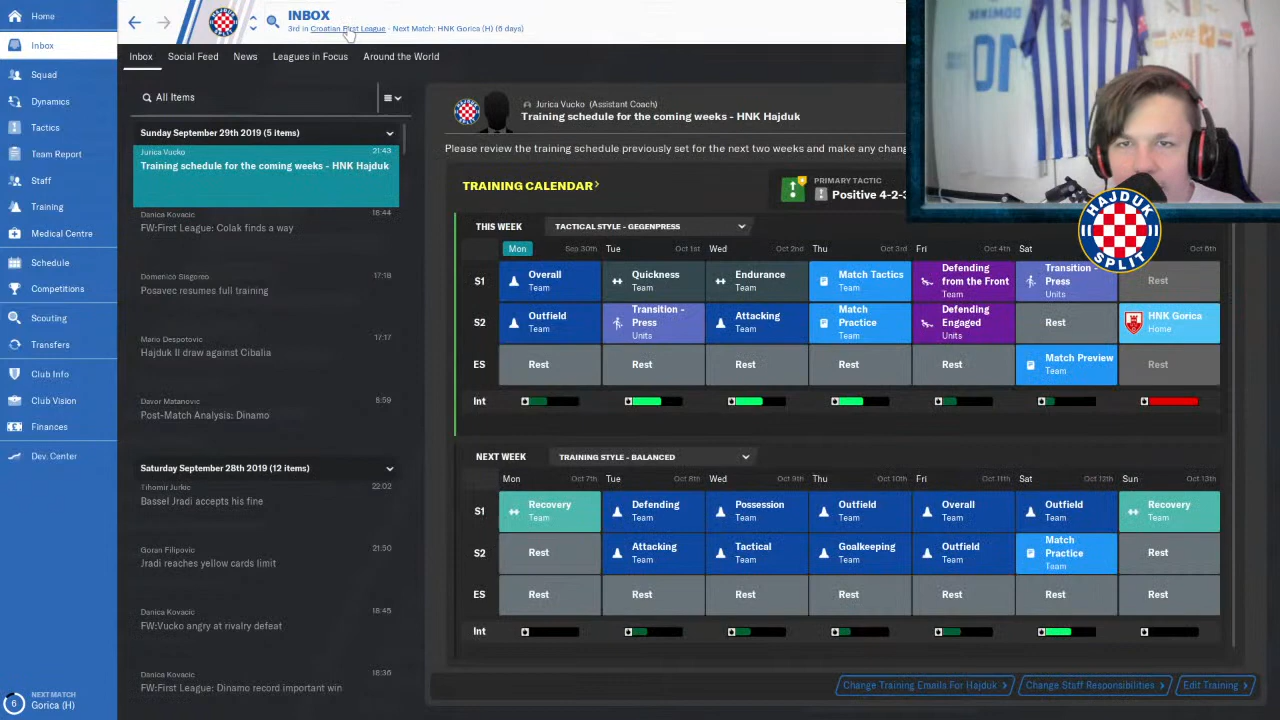 Home
Inbox
Squad
Dynamics
Tactics
Team Report
Staff
Training
Medical Centre
Schedule
Competitions
Scouting
Transfers
Club Info
Club Vision
Finances
Dev. Center
6
NEXT MATCH
Gorica (H)
INBOX
3rd in Croatian First League - Next Match: HNK Gorica (H) (6 days)
Inbox Social Feed News Leagues in Focus Around the World
All Items
Sunday September 29th 2019 (5 items)
Jurica Vucko 21:43
Training schedule for the coming weeks - HNK Hajduk
Danica Kovacic 18:44
FW:First League: Colak finds a way
Domenico Siagoreo 17:18
Posavec resumes full training
Mario Despotovic 17:17
Hajduk II draw against Cibalia
Davor Matanovic 8:59
Post-Match Analysis: Dinamo
Saturday September 28th 2019 (12 items)
Tihomir Jurkic 22:02
Bassel Jradi accepts his fine
Goran Filipovic 21:50
Jradi reaches yellow cards limit
Danica Kovacic 18:45
FW:Vucko angry at rivalry defeat
Danica Kovacic 18:36
FW:First League: Dinamo record important win
Jurica Vucko (Assistant Coach)
Training schedule for the coming weeks - HNK Hajduk
Please review the training schedule previously set for the next two weeks and make any chan
TRAINING CALENDAR
PRIMARY TACTIC
Positive 4-2-3
THIS WEEK TACTICAL STYLE - GEGENPRESS
Mon Sep 30th Tue Oct 1st Wed Oct 2nd Thu Oct 3rd Fri Oct 4th Sat Oct 6th
S1 Overall Team Quickness Team Endurance Team Match Tactics Team Defending from the Front Team Transition - Press Units Rest
S2 Outfield Team Transition - Press Units Attacking Team Match Practice Team Defending Engaged Units Rest HNK Gorica Home
ES Rest Rest Rest Rest Rest Match Preview Team Rest
Int
NEXT WEEK TRAINING STYLE - BALANCED
Mon Oct 7th Tue Oct 8th Wed Oct 9th Thu Oct 10th Fri Oct 11th Sat Oct 12th Sun Oct 13th
S1 Recovery Team Defending Team Possession Team Outfield Team Overall Team Outfield Team Recovery Team
S2 Rest Attacking Team Tactical Team Goalkeeping Team Outfield Team Match Practice Team Rest
ES Rest Rest Rest Rest Rest Rest Rest
Int
Change Training Emails For Hajduk Change Staff Responsibilities Edit Training
HAJDUK
SPLIT
10